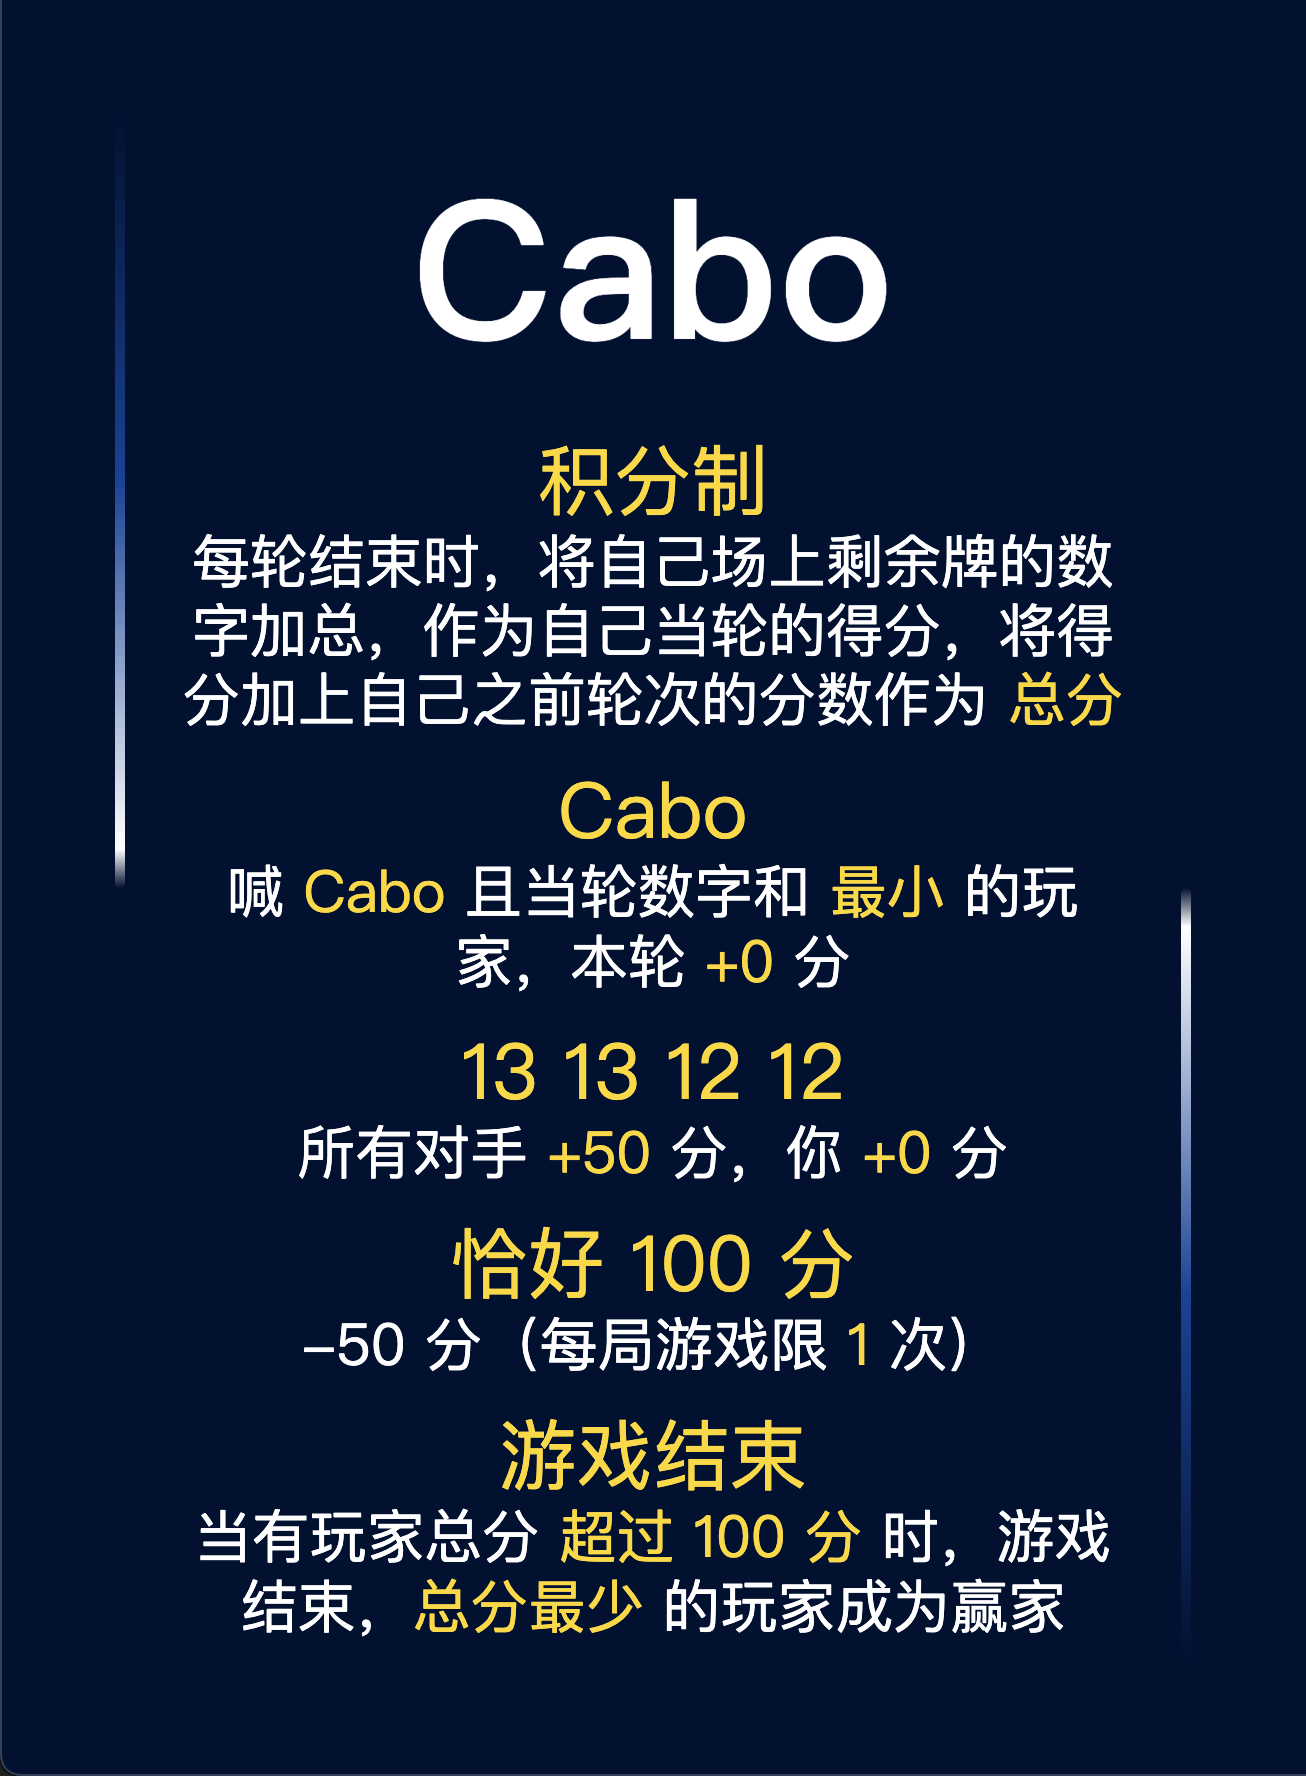 Cabo
积分制
每轮结束时，将自己场上剩余牌的数
字加总，作为自己当轮的得分，将得
分加上自己之前轮次的分数作为 总分
Cabo
喊 Cabo 且当轮数字和 最小 的玩
家，本轮 +0 分
13 13 12 12
所有对手 +50 分，你 +0 分
恰好 100 分
–50 分（每局游戏限 1 次）
游戏结束
当有玩家总分 超过 100 分 时，游戏
结束，总分最少 的玩家成为赢家